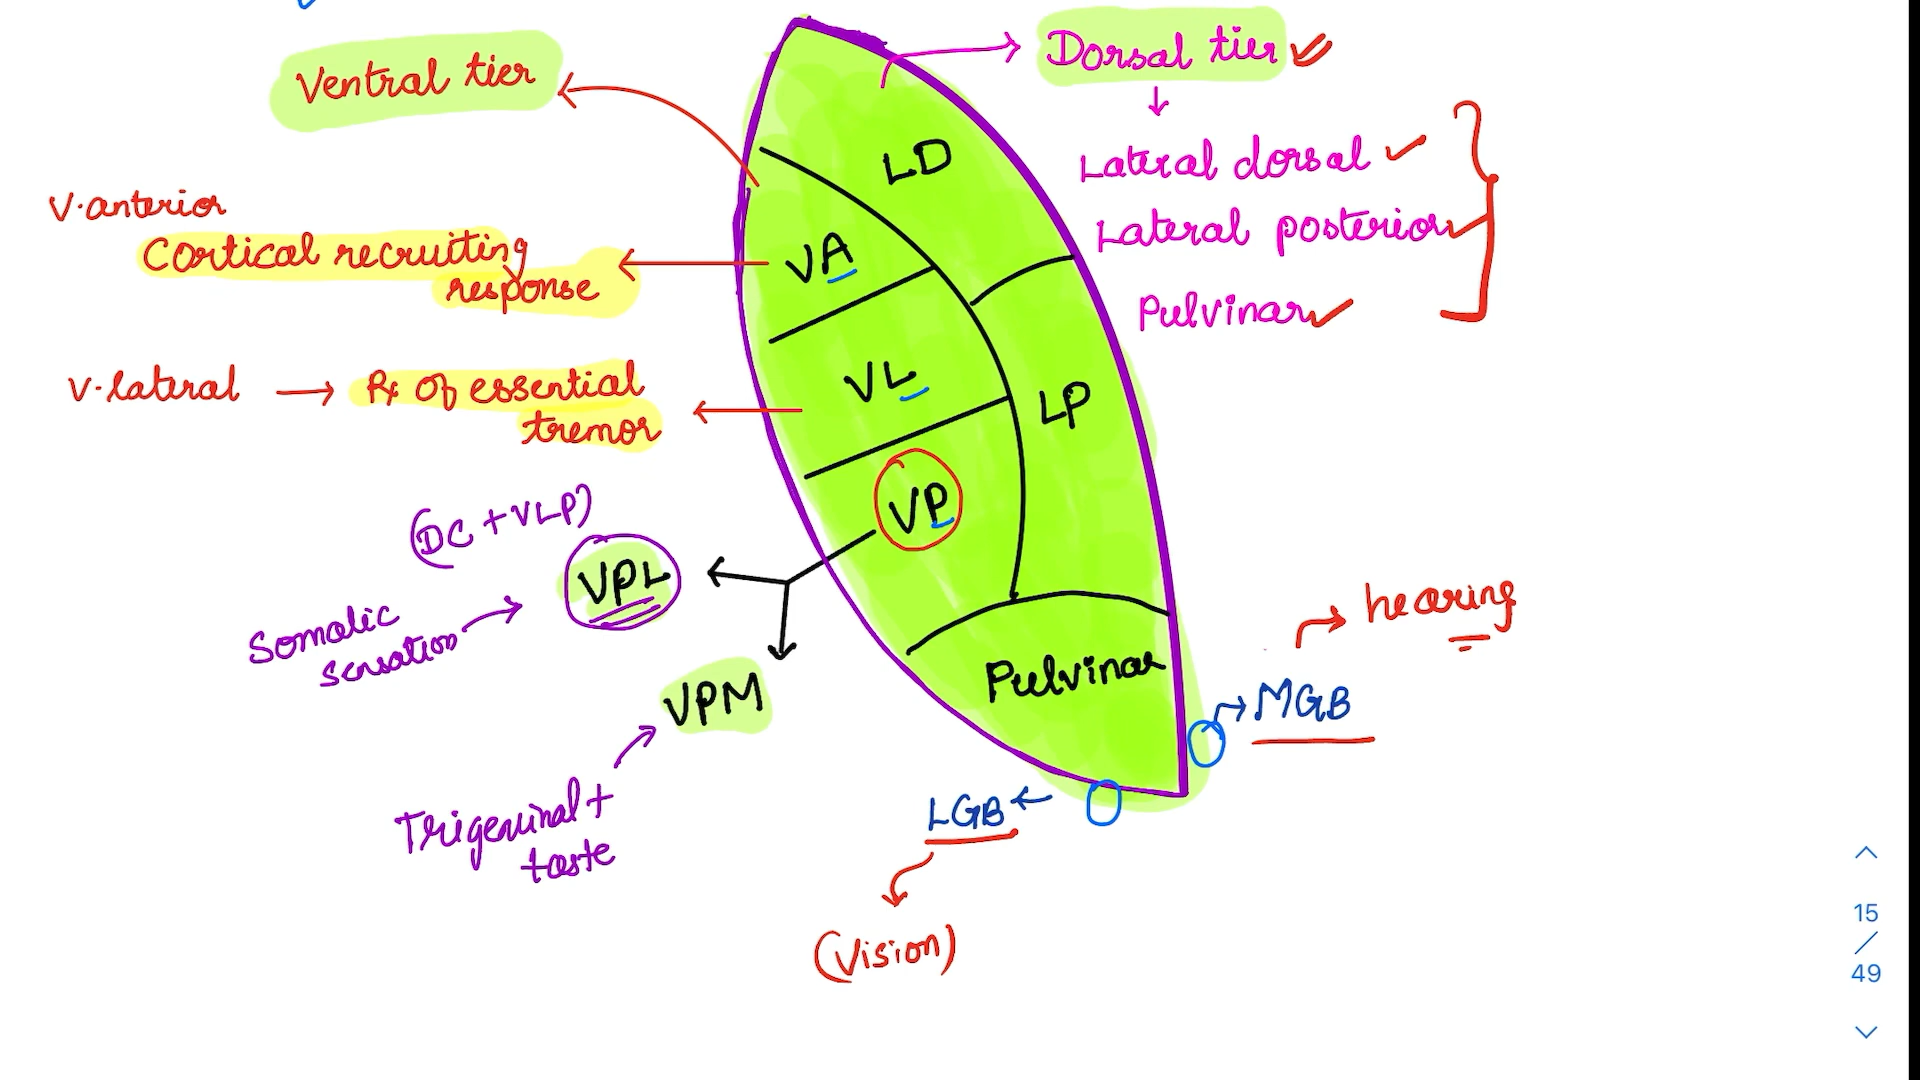 Ventral tier
Dorsal tier
Lateral dorsal
Lateral posterior
Pulvinar
LD
V.anterior
Cortical recruiting
response
VA
V.lateral → Rx of essential
tremor
VL
LP
VP
(DC + VLP)
VPL
Somatic
sensation
VPM
Trigeminal +
taste
Pulvinar
hearing
MGB
LGB
(Vision)
15
/
49